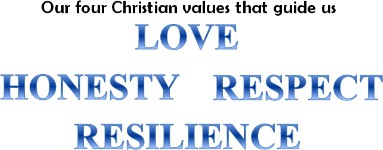 Our four Christian values that guide us
LOVE
HONESTY RESPECT
RESILIENCE